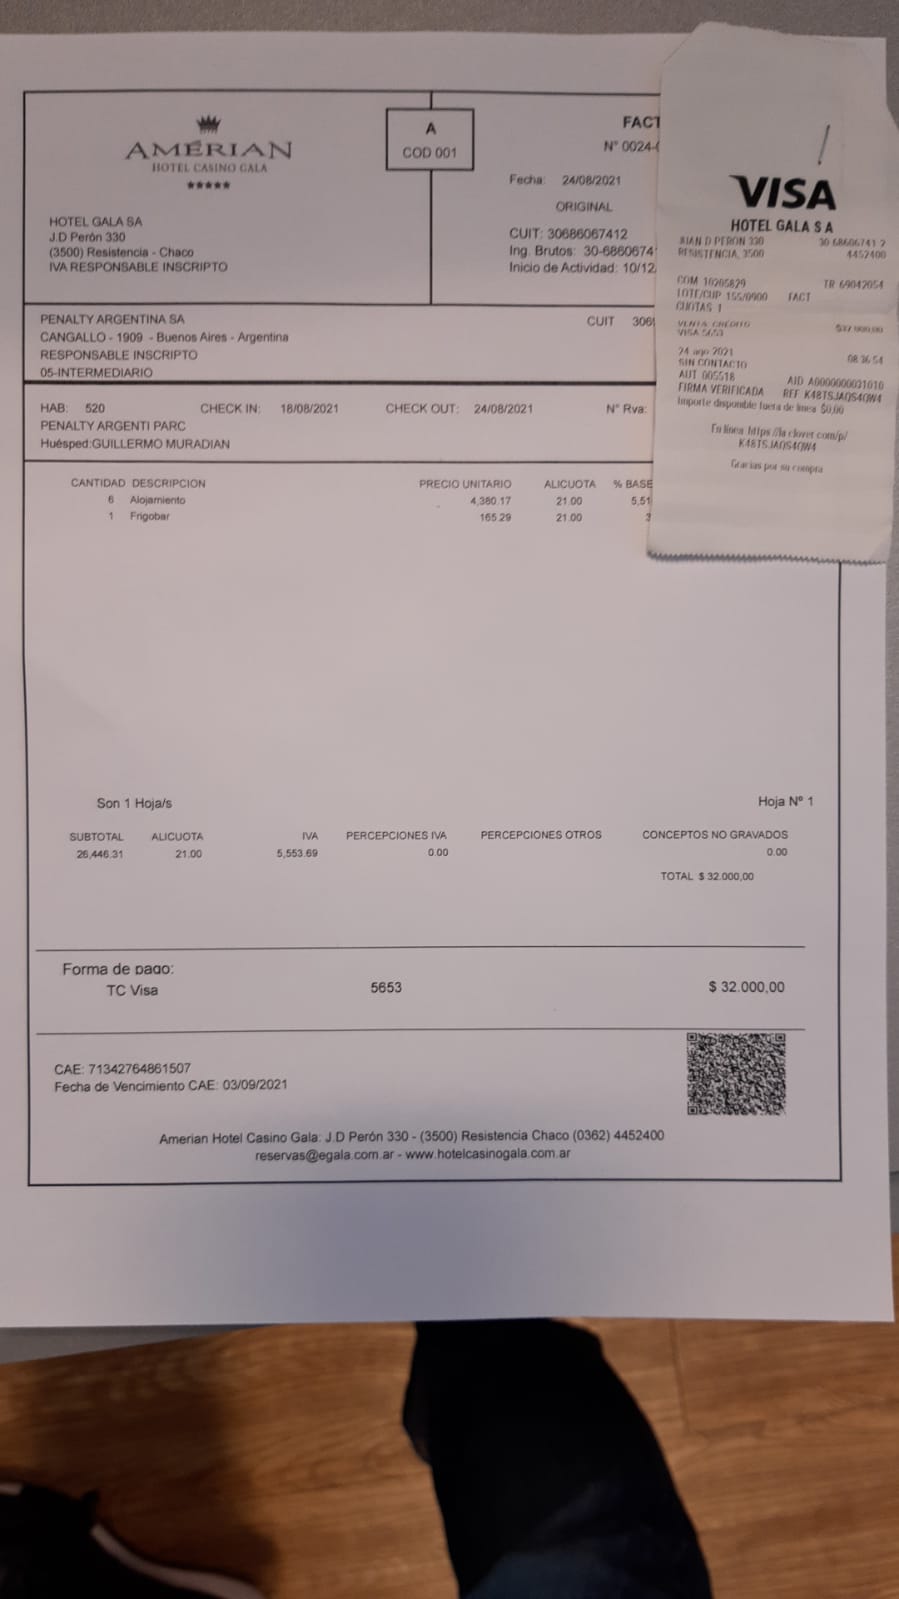 AMÉRIAN
HOTEL CASINO GALA
★★★★★
HOTEL GALA SA
J.D Perón 330
(3500) Resistencia - Chaco
IVA RESPONSABLE INSCRIPTO
A
COD 001
FACT
N° 0024-
Fecha: 24/08/2021
ORIGINAL
CUIT: 30686067412
Ing. Brutos: 30-6860674
Inicio de Actividad: 10/12
PENALTY ARGENTINA SA
CUIT 306
CANGALLO - 1909 - Buenos Aires - Argentina
RESPONSABLE INSCRIPTO
05-INTERMEDIARIO
HAB: 520 CHECK IN: 18/08/2021 CHECK OUT: 24/08/2021 N° Rva:
PENALTY ARGENTI PARC
Huésped:GUILLERMO MURADIAN
CANTIDAD DESCRIPCION PRECIO UNITARIO ALICUOTA % BASE
6 Alojamiento 4,380.17 21.00 5,51
1 Frigobar 165.29 21.00 3
Son 1 Hoja/s
Hoja Nº 1
SUBTOTAL ALICUOTA IVA PERCEPCIONES IVA PERCEPCIONES OTROS CONCEPTOS NO GRAVADOS
26,446.31 21.00 5,553.69 0.00 0.00
TOTAL $ 32.000,00
Forma de pago:
TC Visa 5653 $ 32.000,00
CAE: 71342764861507
Fecha de Vencimiento CAE: 03/09/2021
Amerian Hotel Casino Gala: J.D Perón 330 - (3500) Resistencia Chaco (0362) 4452400
reservas@egala.com.ar - www.hotelcasinogala.com.ar
VISA
HOTEL GALA S A
JUAN D PERON 330 30 68606741 2
RESISTENCIA, 3500 4452400
COM 10205829 TR 69042054
LOTE/CUP 155/0900 FACT
CUOTAS 1
VENTA CREDITO
VISA 5653
24 ago 2021 08 36 54
SIN CONTACTO
AUT 005518 AID A0000000031010
FIRMA VERIFICADA REF K48TSJAQS4QW4
Importe disponible fuera de linea $0,00
En linea https://la.clover.com/p/
K48TSJAQS4QW4
Gracias por su compra